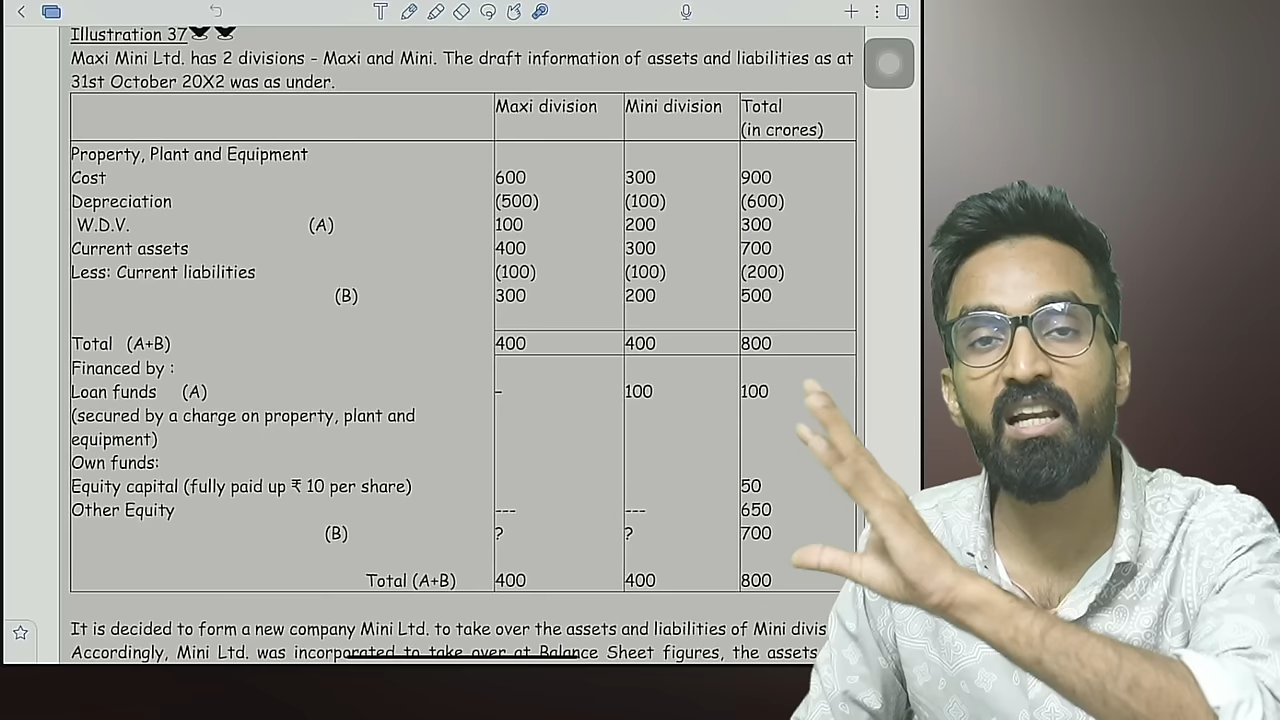 Illustration 37
Maxi Mini Ltd. has 2 divisions - Maxi and Mini. The draft information of assets and liabilities as at
31st October 20X2 was as under.
Maxi division Mini division Total
(in crores)
Property, Plant and Equipment
Cost 600 300 900
Depreciation (500) (100) (600)
W.D.V. (A) 100 200 300
Current assets 400 300 700
Less: Current liabilities (100) (100) (200)
(B) 300 200 500
Total (A+B) 400 400 800
Financed by :
Loan funds (A) – 100 100
(secured by a charge on property, plant and
equipment)
Own funds:
Equity capital (fully paid up ₹ 10 per share) 50
Other Equity --- --- 650
(B) ? ? 700
Total (A+B) 400 400 800
It is decided to form a new company Mini Ltd. to take over the assets and liabilities of Mini
Accordingly, Mini Ltd. was incorporated to take over at Balance Sheet figures, the assets